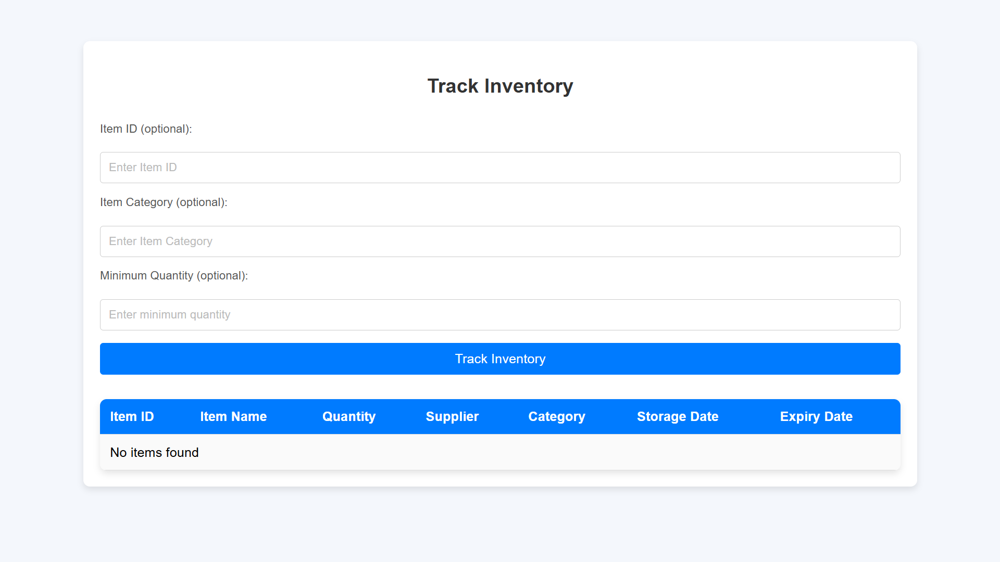 Track Inventory
Item ID (optional):
Enter Item ID
Item Category (optional):
Enter Item Category
Minimum Quantity (optional):
Enter minimum quantity
Track Inventory
Item ID Item Name Quantity Supplier Category Storage Date Expiry Date
No items found